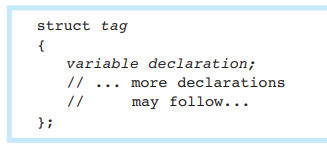 struct tag
{
    variable declaration;
    // ... more declarations
    //     may follow...
};